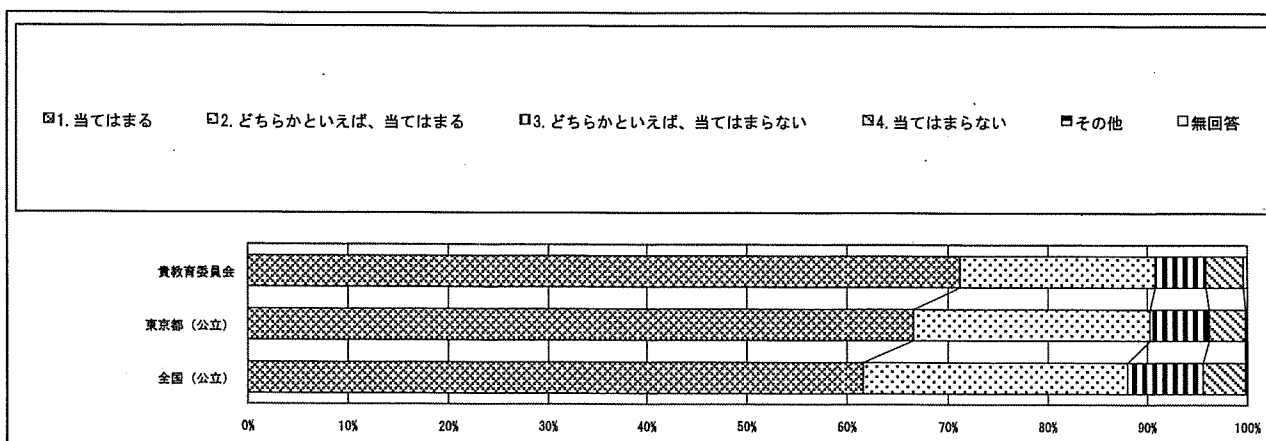 1. 当てはまる 2. どちらかといえば、当てはまる 3. どちらかといえば、当てはまらない 4. 当てはまらない その他 無回答
貴教育委員会
東京都（公立）
全国（公立）
0% 10% 20% 30% 40% 50% 60% 70% 80% 90% 100%